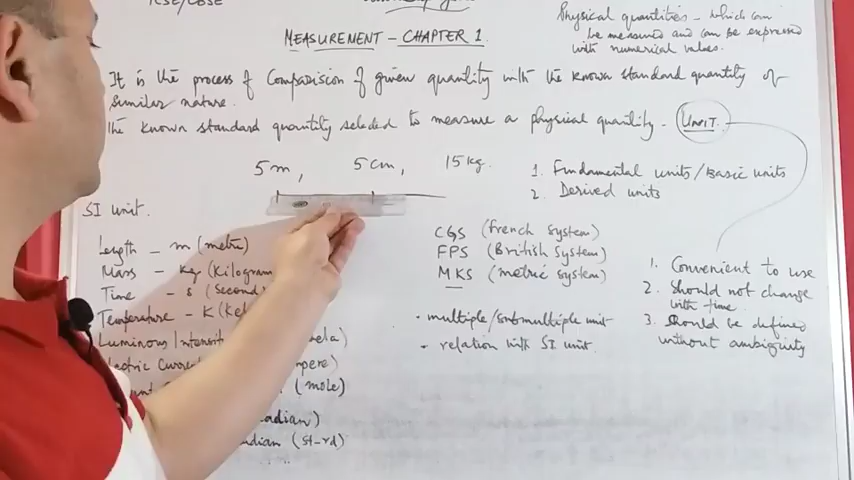 ICSE/CBSE
Physical quantities - which can
be measured and can be expressed
with numerical values.
MEASUREMENT - CHAPTER 1.
It is the process of Comparision of given quantity with the known standard quantity of
similar nature.
The known standard quantity selected to measure a physical quantity - UNIT.
5m, 5cm, 15kg.
1. Fundamental units/Basic units
2. Derived units
SI unit.
Length - m (metre)
Mass - kg (Kilogram
Time - s (Second)
Temperature - K (Kel
Luminous Intensit
ela)
lectric Curre
mpere)
(mole)
adian)
adian (st-rd)
CGS (French System)
FPS (British System)
MKS (metric System)
• multiple/submultiple unit
- relation with SI unit.
1. Convenient to use
2. Should not change
with time.
3. Should be defined
without ambiguity